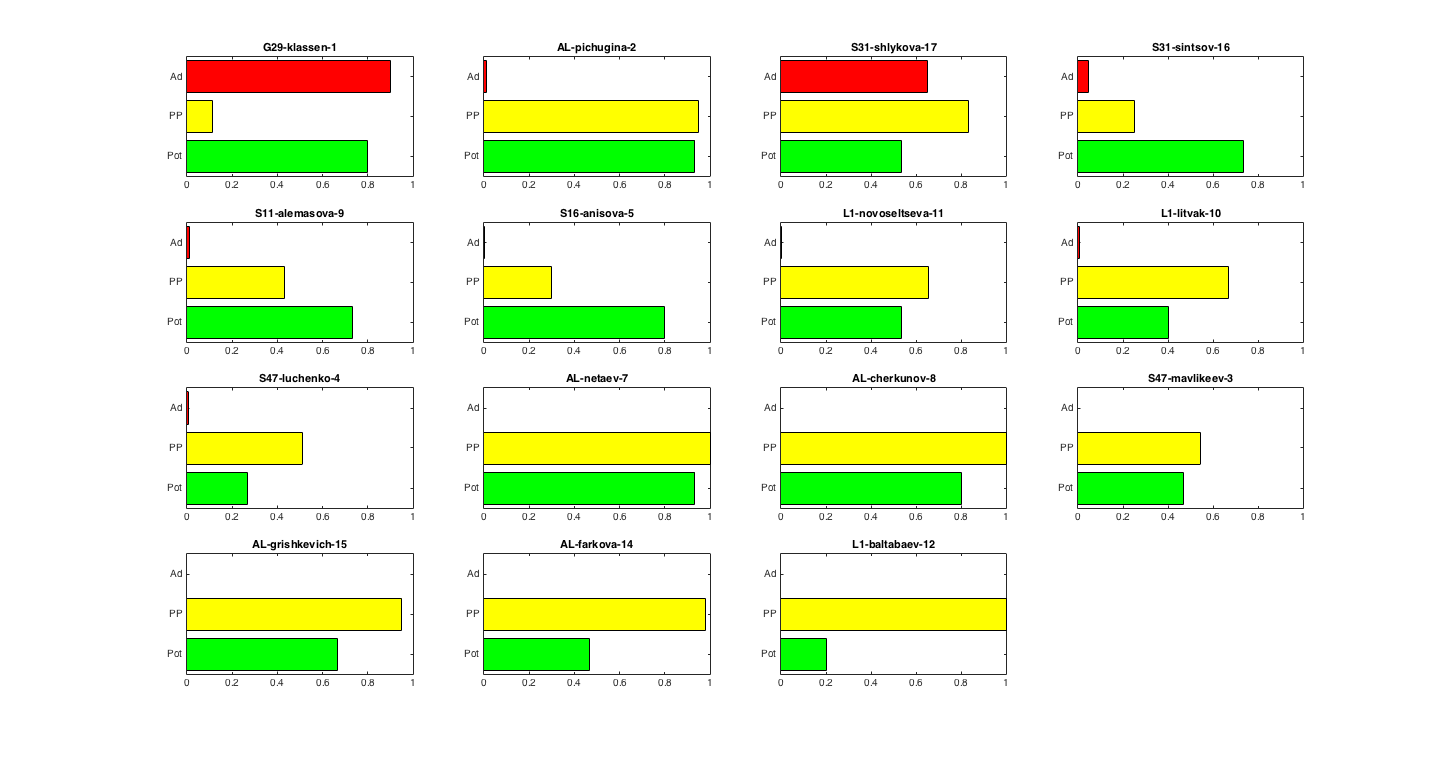 G29-klassen-1
Ad
PP
Pot
0 0.2 0.4 0.6 0.8 1
AL-pichugina-2
Ad
PP
Pot
0 0.2 0.4 0.6 0.8 1
S31-shlykova-17
Ad
PP
Pot
0 0.2 0.4 0.6 0.8 1
S31-sintsov-16
Ad
PP
Pot
0 0.2 0.4 0.6 0.8 1
S11-alemasova-9
Ad
PP
Pot
0 0.2 0.4 0.6 0.8 1
S16-anisova-5
Ad
PP
Pot
0 0.2 0.4 0.6 0.8 1
L1-novoseltseva-11
Ad
PP
Pot
0 0.2 0.4 0.6 0.8 1
L1-litvak-10
Ad
PP
Pot
0 0.2 0.4 0.6 0.8 1
S47-luchenko-4
Ad
PP
Pot
0 0.2 0.4 0.6 0.8 1
AL-netaev-7
Ad
PP
Pot
0 0.2 0.4 0.6 0.8 1
AL-cherkunov-8
Ad
PP
Pot
0 0.2 0.4 0.6 0.8 1
S47-mavlikeev-3
Ad
PP
Pot
0 0.2 0.4 0.6 0.8 1
AL-grishkevich-15
Ad
PP
Pot
0 0.2 0.4 0.6 0.8 1
AL-farkova-14
Ad
PP
Pot
0 0.2 0.4 0.6 0.8 1
L1-baltabaev-12
Ad
PP
Pot
0 0.2 0.4 0.6 0.8 1